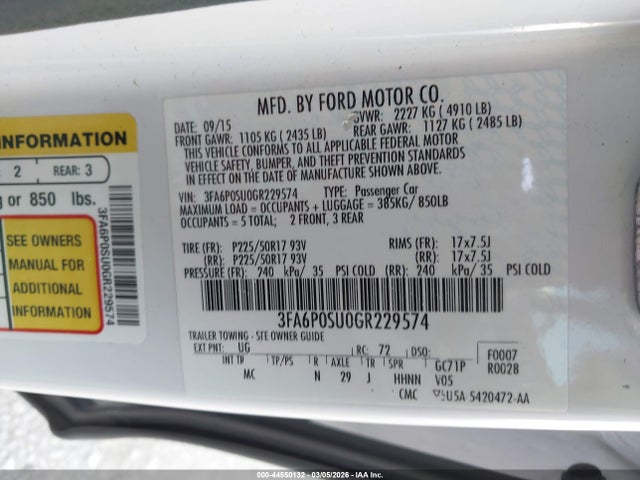 INFORMATION
2 REAR: 3
or 850 lbs.
SEE OWNERS
MANUAL FOR
ADDITIONAL
INFORMATION
3FA6P0SU0GR229574
MFD. BY FORD MOTOR CO.
DATE: 09/15 GVWR: 2227 KG ( 4910 LB)
FRONT GAWR: 1105 KG ( 2435 LB) REAR GAWR: 1127 KG ( 2485 LB)
THIS VEHICLE CONFORMS TO ALL APPLICABLE FEDERAL MOTOR
VEHICLE SAFETY, BUMPER, AND THEFT PREVENTION STANDARDS
IN EFFECT ON THE DATE OF MANUFACTURE SHOWN ABOVE.
VIN: 3FA6P0SU0GR229574 TYPE: Passenger Car
MAXIMUM LOAD = OCCUPANTS + LUGGAGE = 385KG/ 850LB
OCCUPANTS = 5 TOTAL; 2 FRONT, 3 REAR
TIRE (FR): P225/50R17 93V RIMS (FR): 17x7.5J
(RR): P225/50R17 93V (RR): 17x7.5J
PRESSURE (FR): 240 kPa/ 35 PSI COLD (RR): 240 kPa/ 35 PSI COLD
3FA6P0SU0GR229574
TRAILER TOWING - SEE OWNER GUIDE
EXT PNT: UG RC: 72 DSO: F0007
INT TR TP/PS R AXLE TR SPR GC71P R0028
MC N 29 J HHNN V05
CMC USA 5420472-AA
000-44550132 - 03/05/2026 - IAAI CORP.